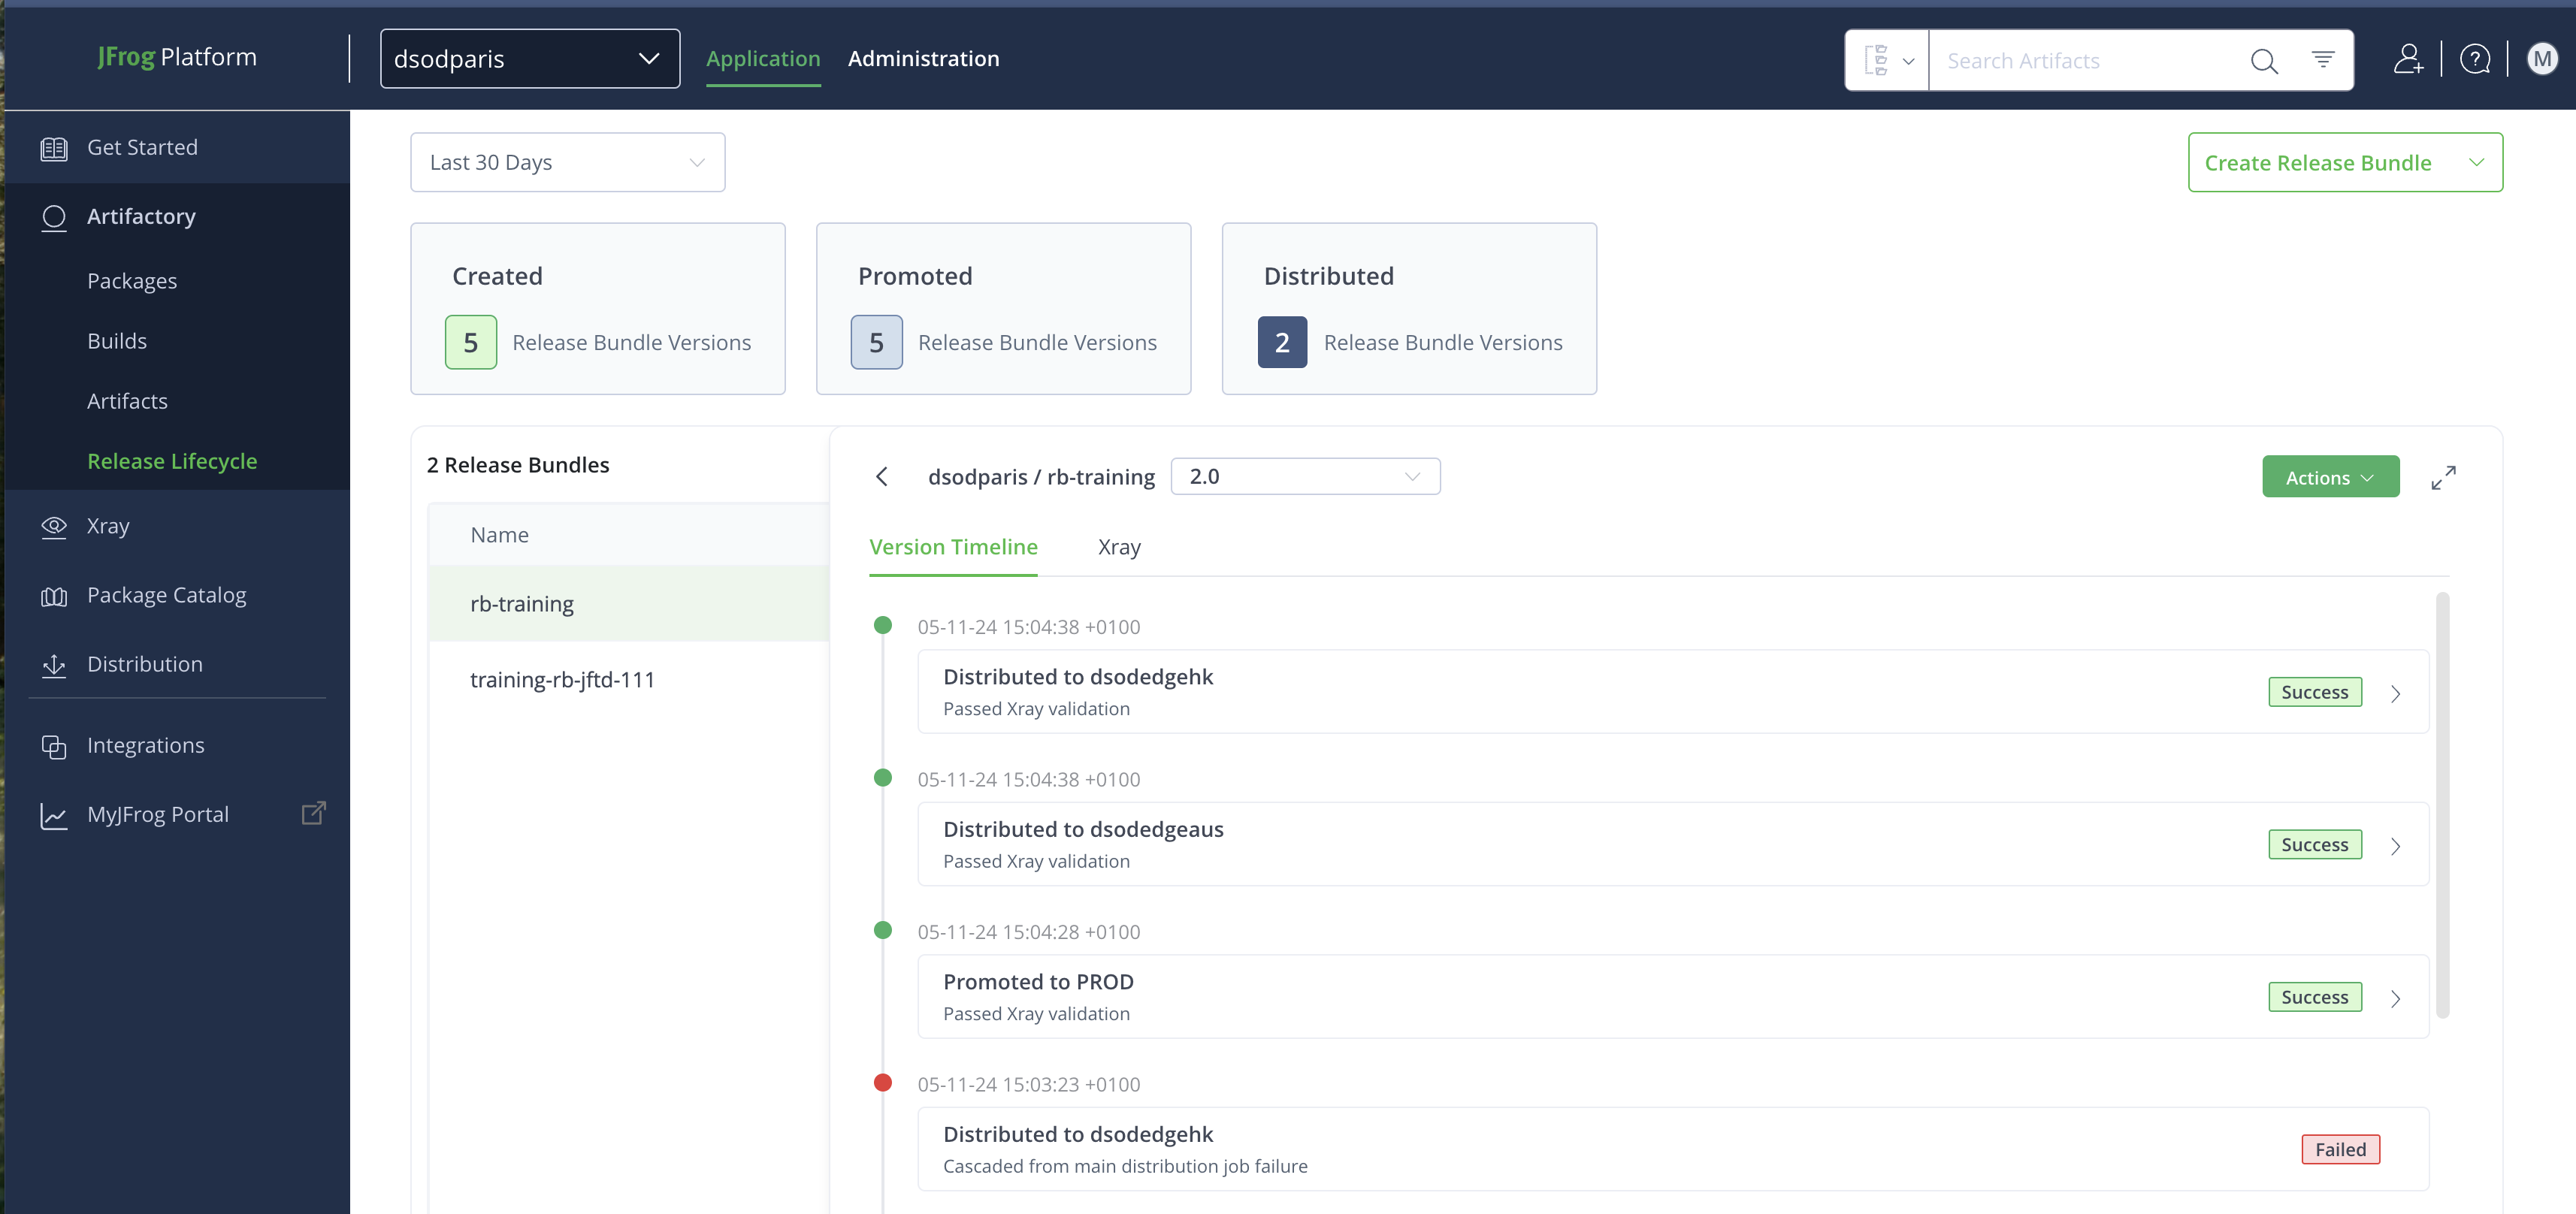 JFrog Platform
dsodparis
Application
Administration
Search Artifacts
?
M
Get Started
Artifactory
Packages
Builds
Artifacts
Release Lifecycle
Xray
Package Catalog
Distribution
Integrations
MyJFrog Portal
Last 30 Days
Create Release Bundle
Created
5 Release Bundle Versions
Promoted
5 Release Bundle Versions
Distributed
2 Release Bundle Versions
2 Release Bundles
Name
rb-training
training-rb-jftd-111
dsodparis / rb-training
2.0
Actions
Version Timeline
Xray
05-11-24 15:04:38 +0100
Distributed to dsodedgehk
Passed Xray validation
Success
05-11-24 15:04:38 +0100
Distributed to dsodedgeaus
Passed Xray validation
Success
05-11-24 15:04:28 +0100
Promoted to PROD
Passed Xray validation
Success
05-11-24 15:03:23 +0100
Distributed to dsodedgehk
Cascaded from main distribution job failure
Failed